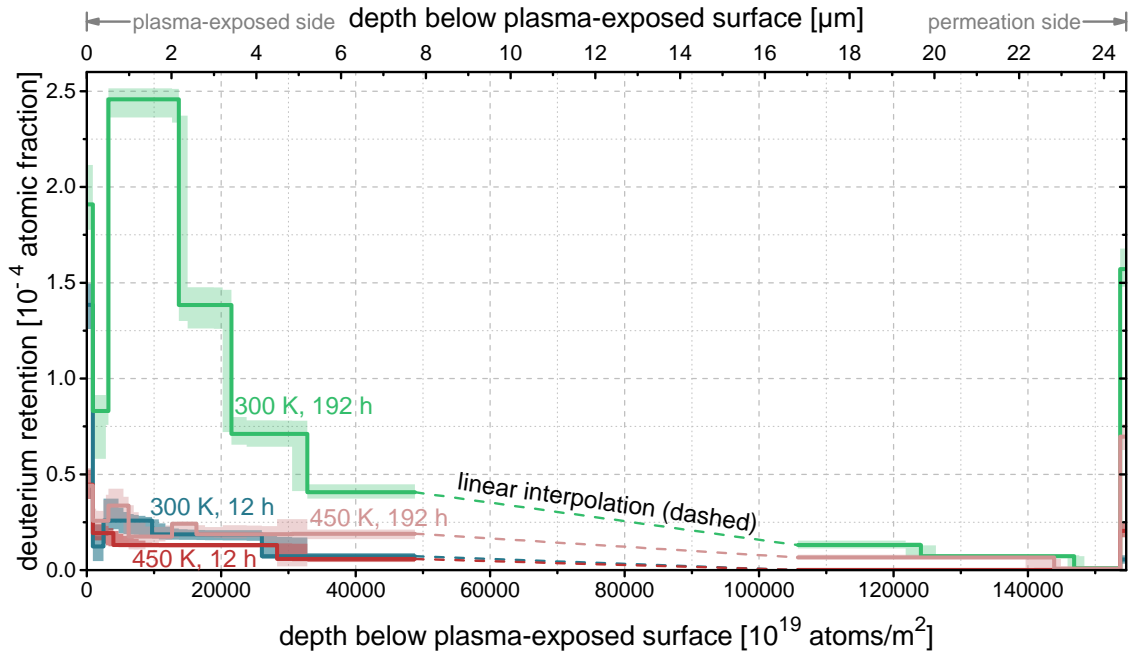 depth below plasma-exposed surface [µm]
plasma-exposed side
permeation side
0 2 4 6 8 10 12 14 16 18 20 22 24
deuterium retention [10⁻⁴ atomic fraction]
2.5
2.0
1.5
1.0
0.5
0.0
300 K, 192 h
300 K, 12 h
450 K, 192 h
450 K, 12 h
linear interpolation (dashed)
0 20000 40000 60000 80000 100000 120000 140000
depth below plasma-exposed surface [10¹⁹ atoms/m²]